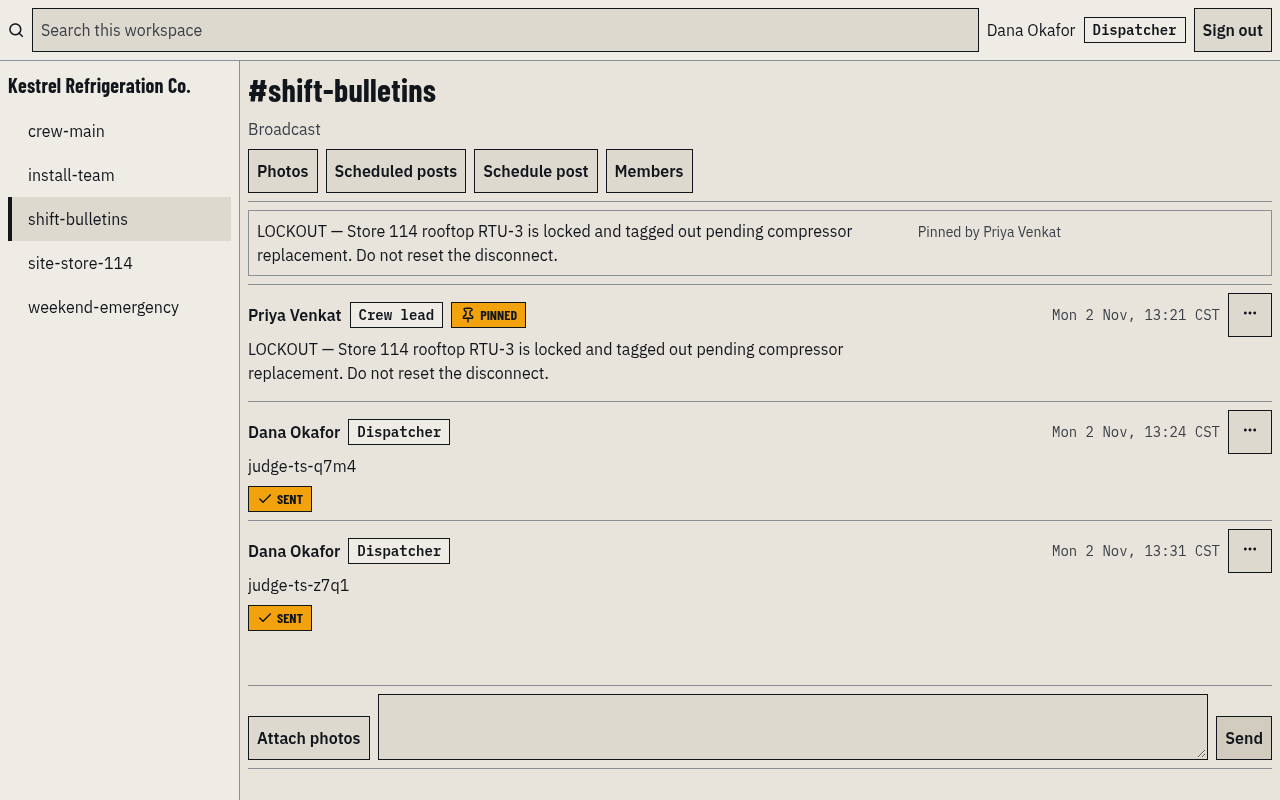 Search this workspace
Dana Okafor
Dispatcher
Sign out
Kestrel Refrigeration Co.
crew-main
install-team
shift-bulletins
site-store-114
weekend-emergency
#shift-bulletins
Broadcast
Photos
Scheduled posts
Schedule post
Members
LOCKOUT — Store 114 rooftop RTU-3 is locked and tagged out pending compressor
replacement. Do not reset the disconnect.
Pinned by Priya Venkat
Priya Venkat
Crew lead
PINNED
Mon 2 Nov, 13:21 CST
LOCKOUT — Store 114 rooftop RTU-3 is locked and tagged out pending compressor
replacement. Do not reset the disconnect.
Dana Okafor
Dispatcher
Mon 2 Nov, 13:24 CST
judge-ts-q7m4
SENT
Dana Okafor
Dispatcher
Mon 2 Nov, 13:31 CST
judge-ts-z7q1
SENT
Attach photos
Send